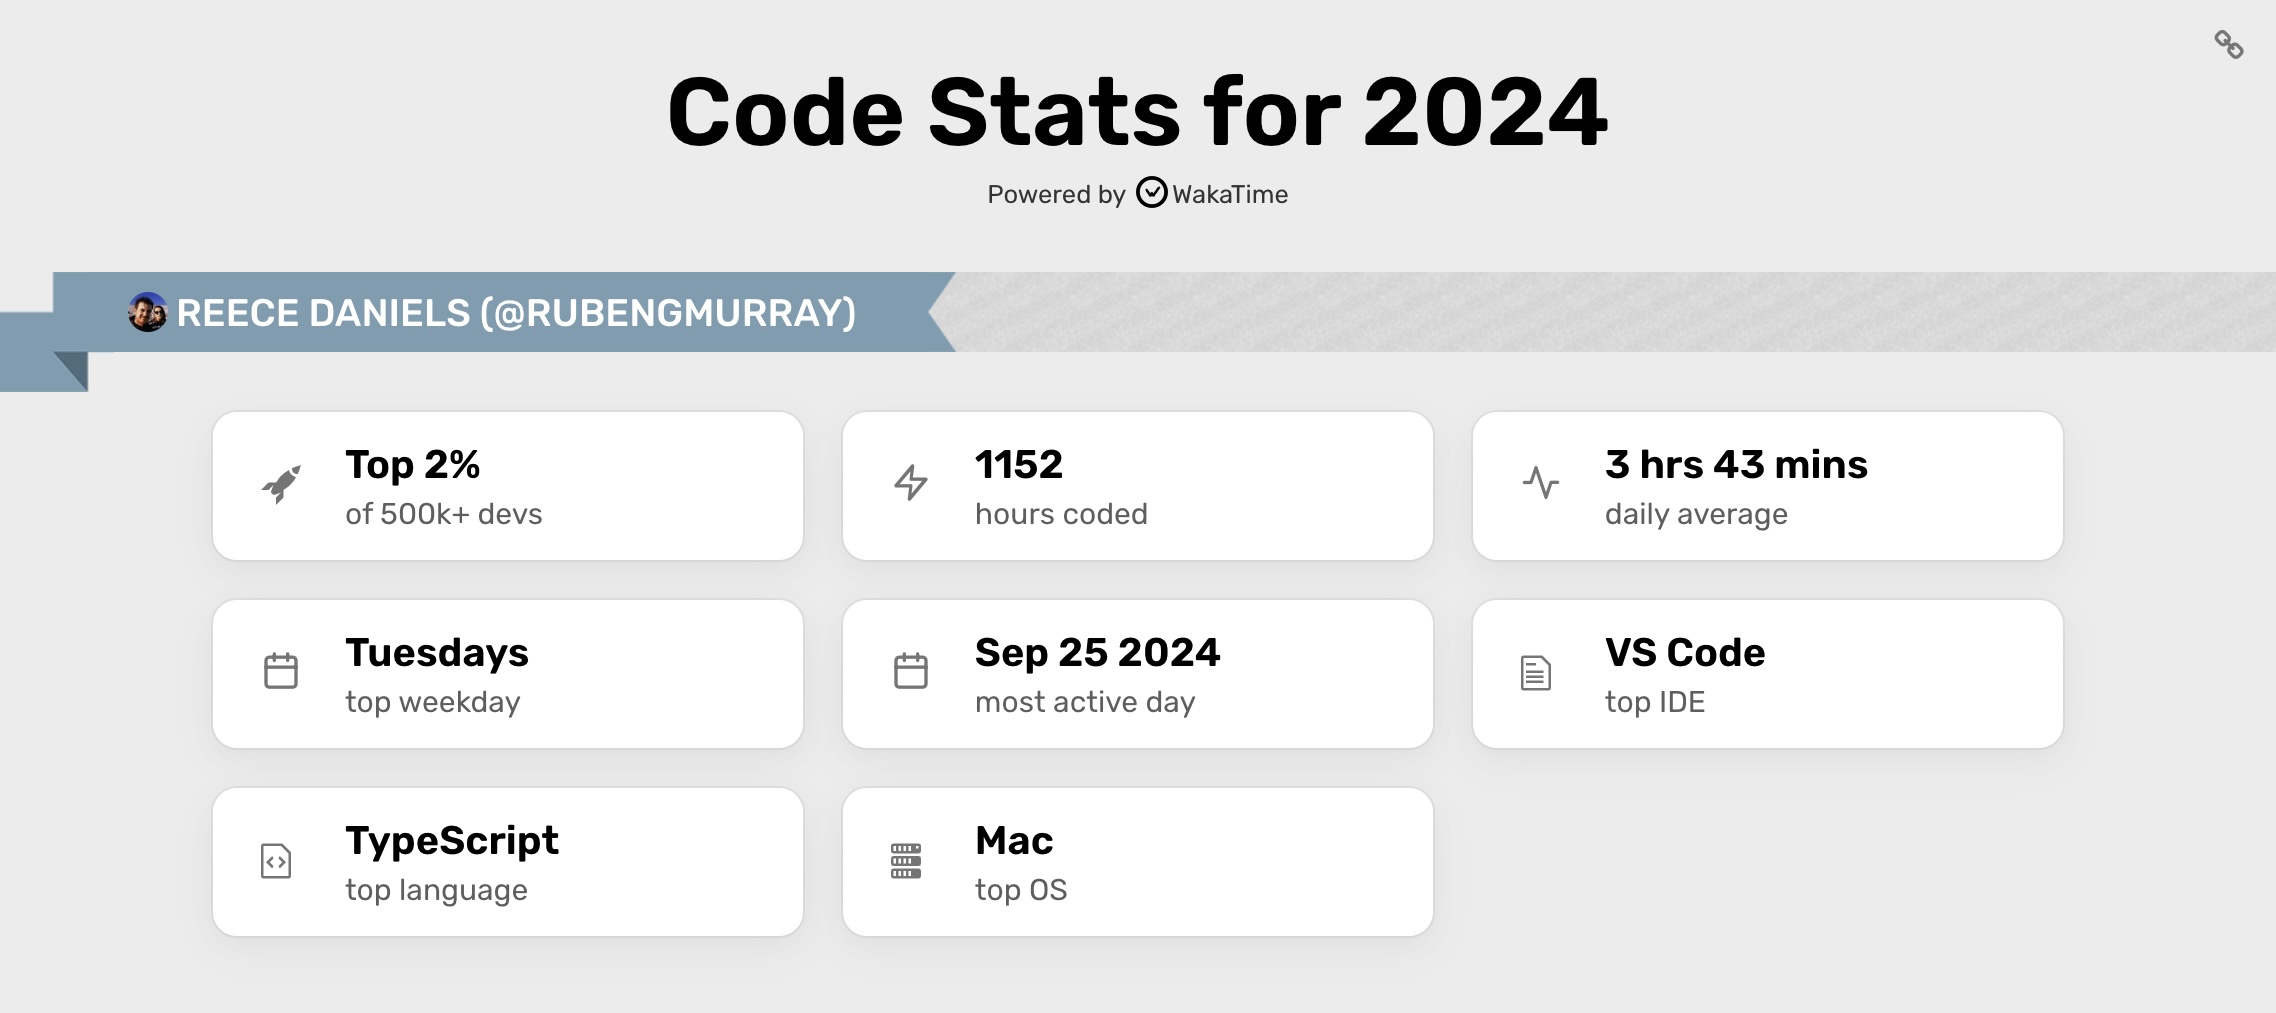 Code Stats for 2024
Powered by WakaTime
REECE DANIELS (@RUBENGMURRAY)
Top 2%
of 500k+ devs
1152
hours coded
3 hrs 43 mins
daily average
Tuesdays
top weekday
Sep 25 2024
most active day
VS Code
top IDE
TypeScript
top language
Mac
top OS